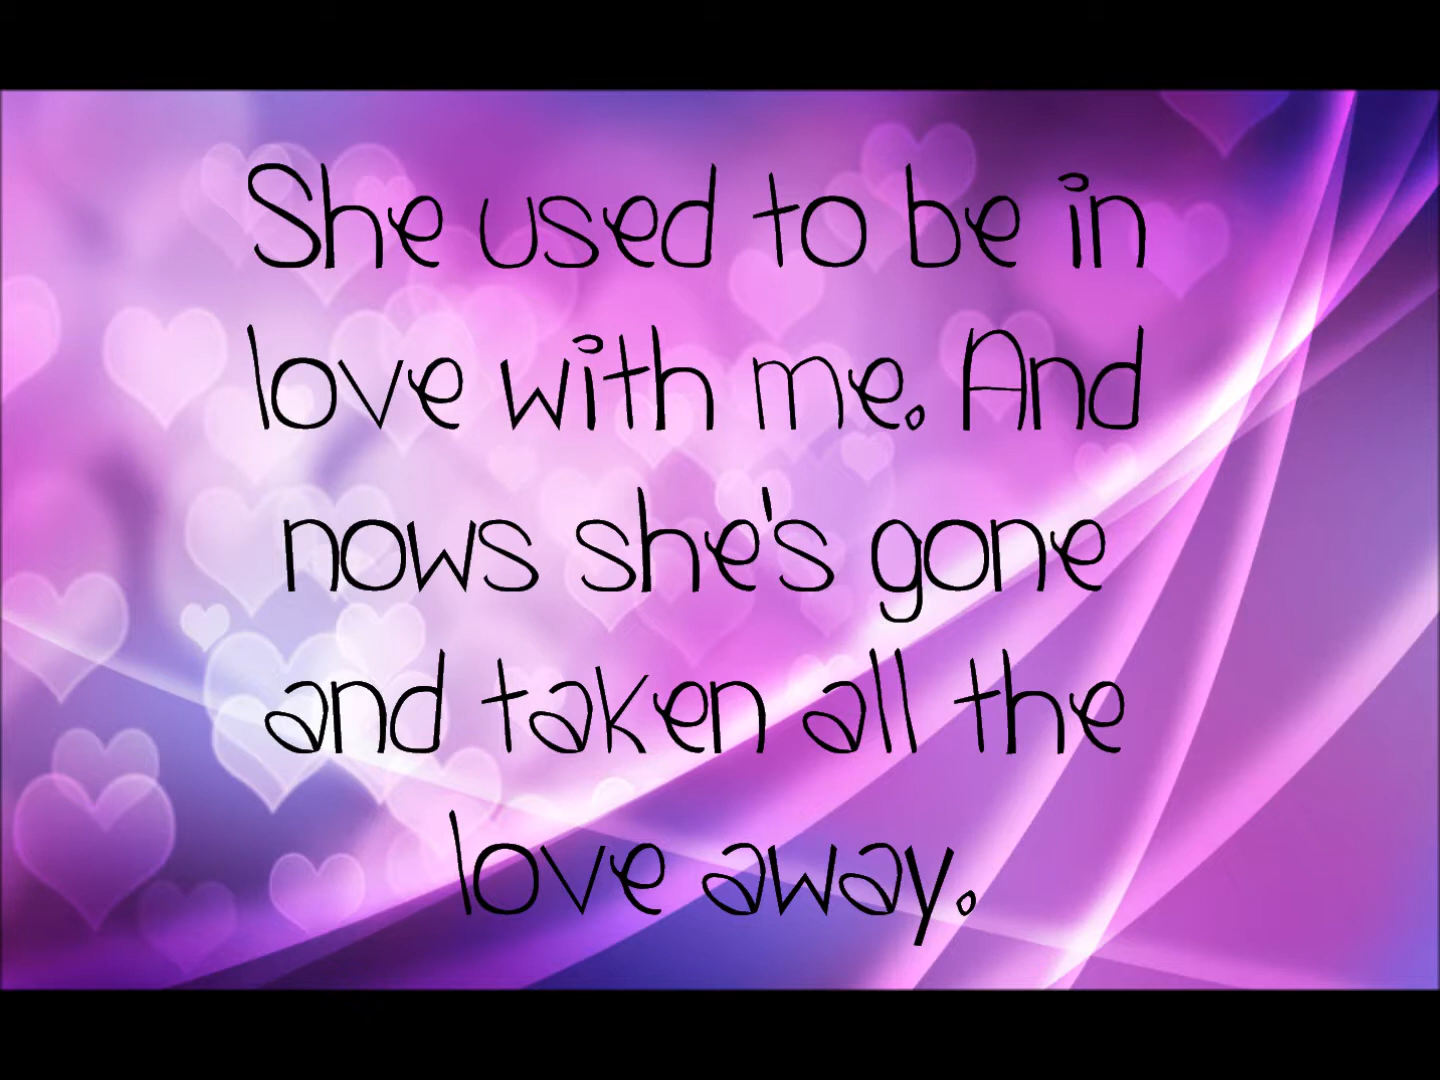 She used to be in
love with me. And
nows she's gone
and taken all the
love away.